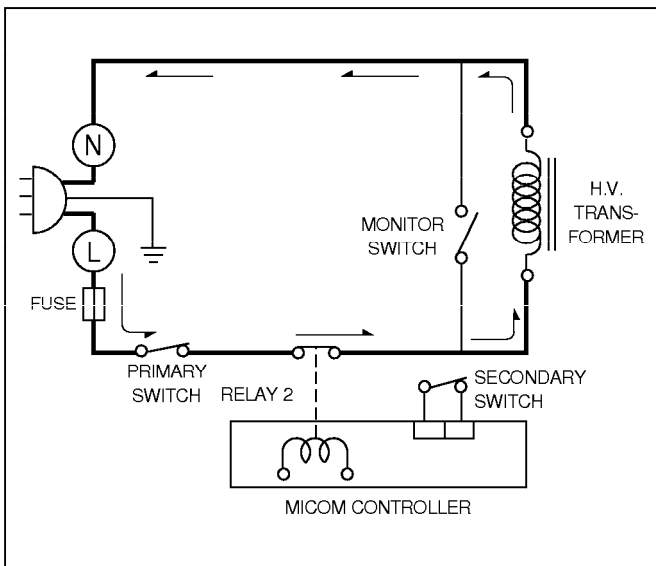 N
H.V.
TRANS-
FORMER
MONITOR
SWITCH
L
FUSE
PRIMARY
SWITCH
RELAY 2
SECONDARY
SWITCH
MICOM CONTROLLER